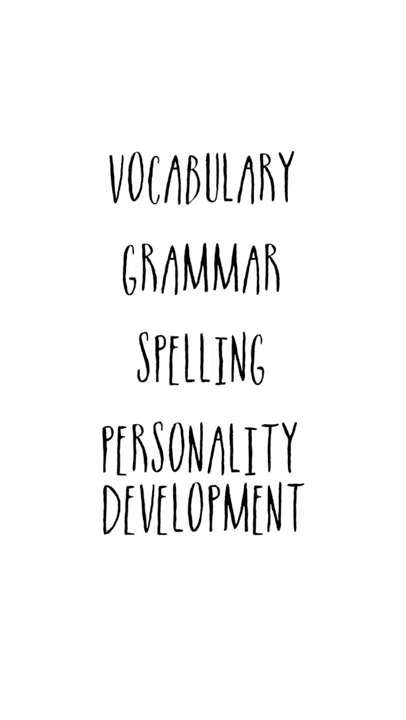 VOCABULARY
GRAMMAR
SPELLING
PERSONALITY
DEVELOPMENT